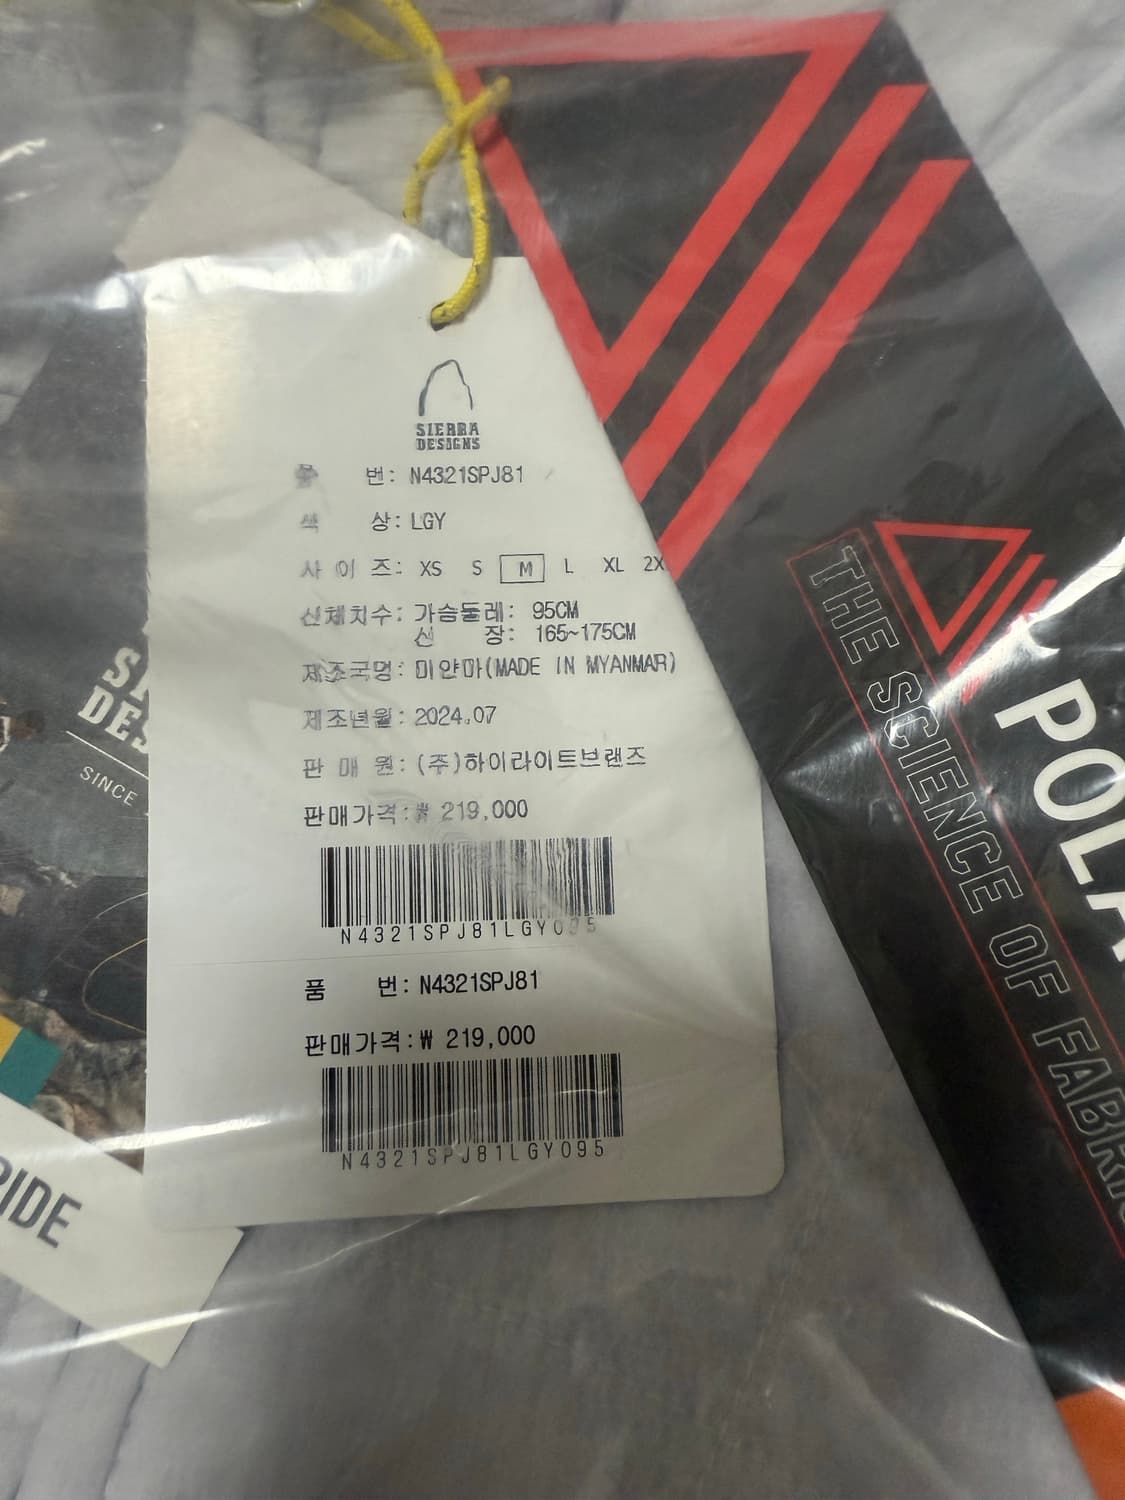 SIERRA
DESIGNS
품 번: N4321SPJ81
색 상: LGY
사 이 즈: XS S M L XL 2X
신체치수: 가슴둘레: 95CM
신 장: 165~175CM
제조국명: 미얀마(MADE IN MYANMAR)
제조년월: 2024.07
판 매 원: (주)하이라이트브랜즈
판매가격:₩ 219,000
N4321SPJ81LGY095
품 번: N4321SPJ81
판매가격:₩ 219,000
N4321SPJ81LGY095
SINCE
RIDE
THE SCIENCE OF FABRIC
POLA